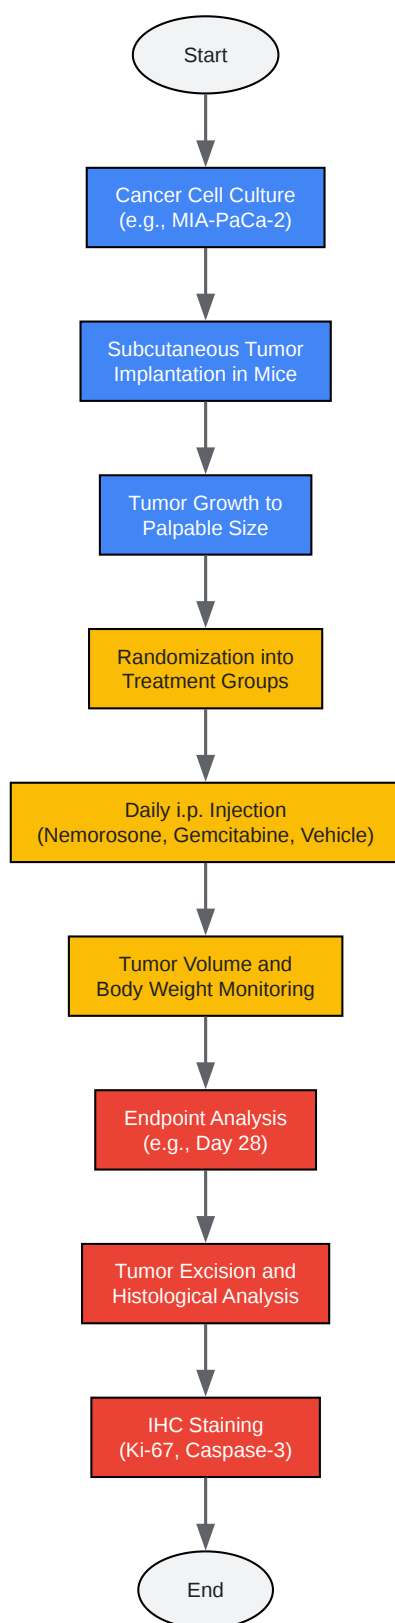 Start
Cancer Cell Culture
(e.g., MIA-PaCa-2)
Subcutaneous Tumor
Implantation in Mice
Tumor Growth to
Palpable Size
Randomization into
Treatment Groups
Daily i.p. Injection
(Nemorosone, Gemcitabine, Vehicle)
Tumor Volume and
Body Weight Monitoring
Endpoint Analysis
(e.g., Day 28)
Tumor Excision and
Histological Analysis
IHC Staining
(Ki-67, Caspase-3)
End